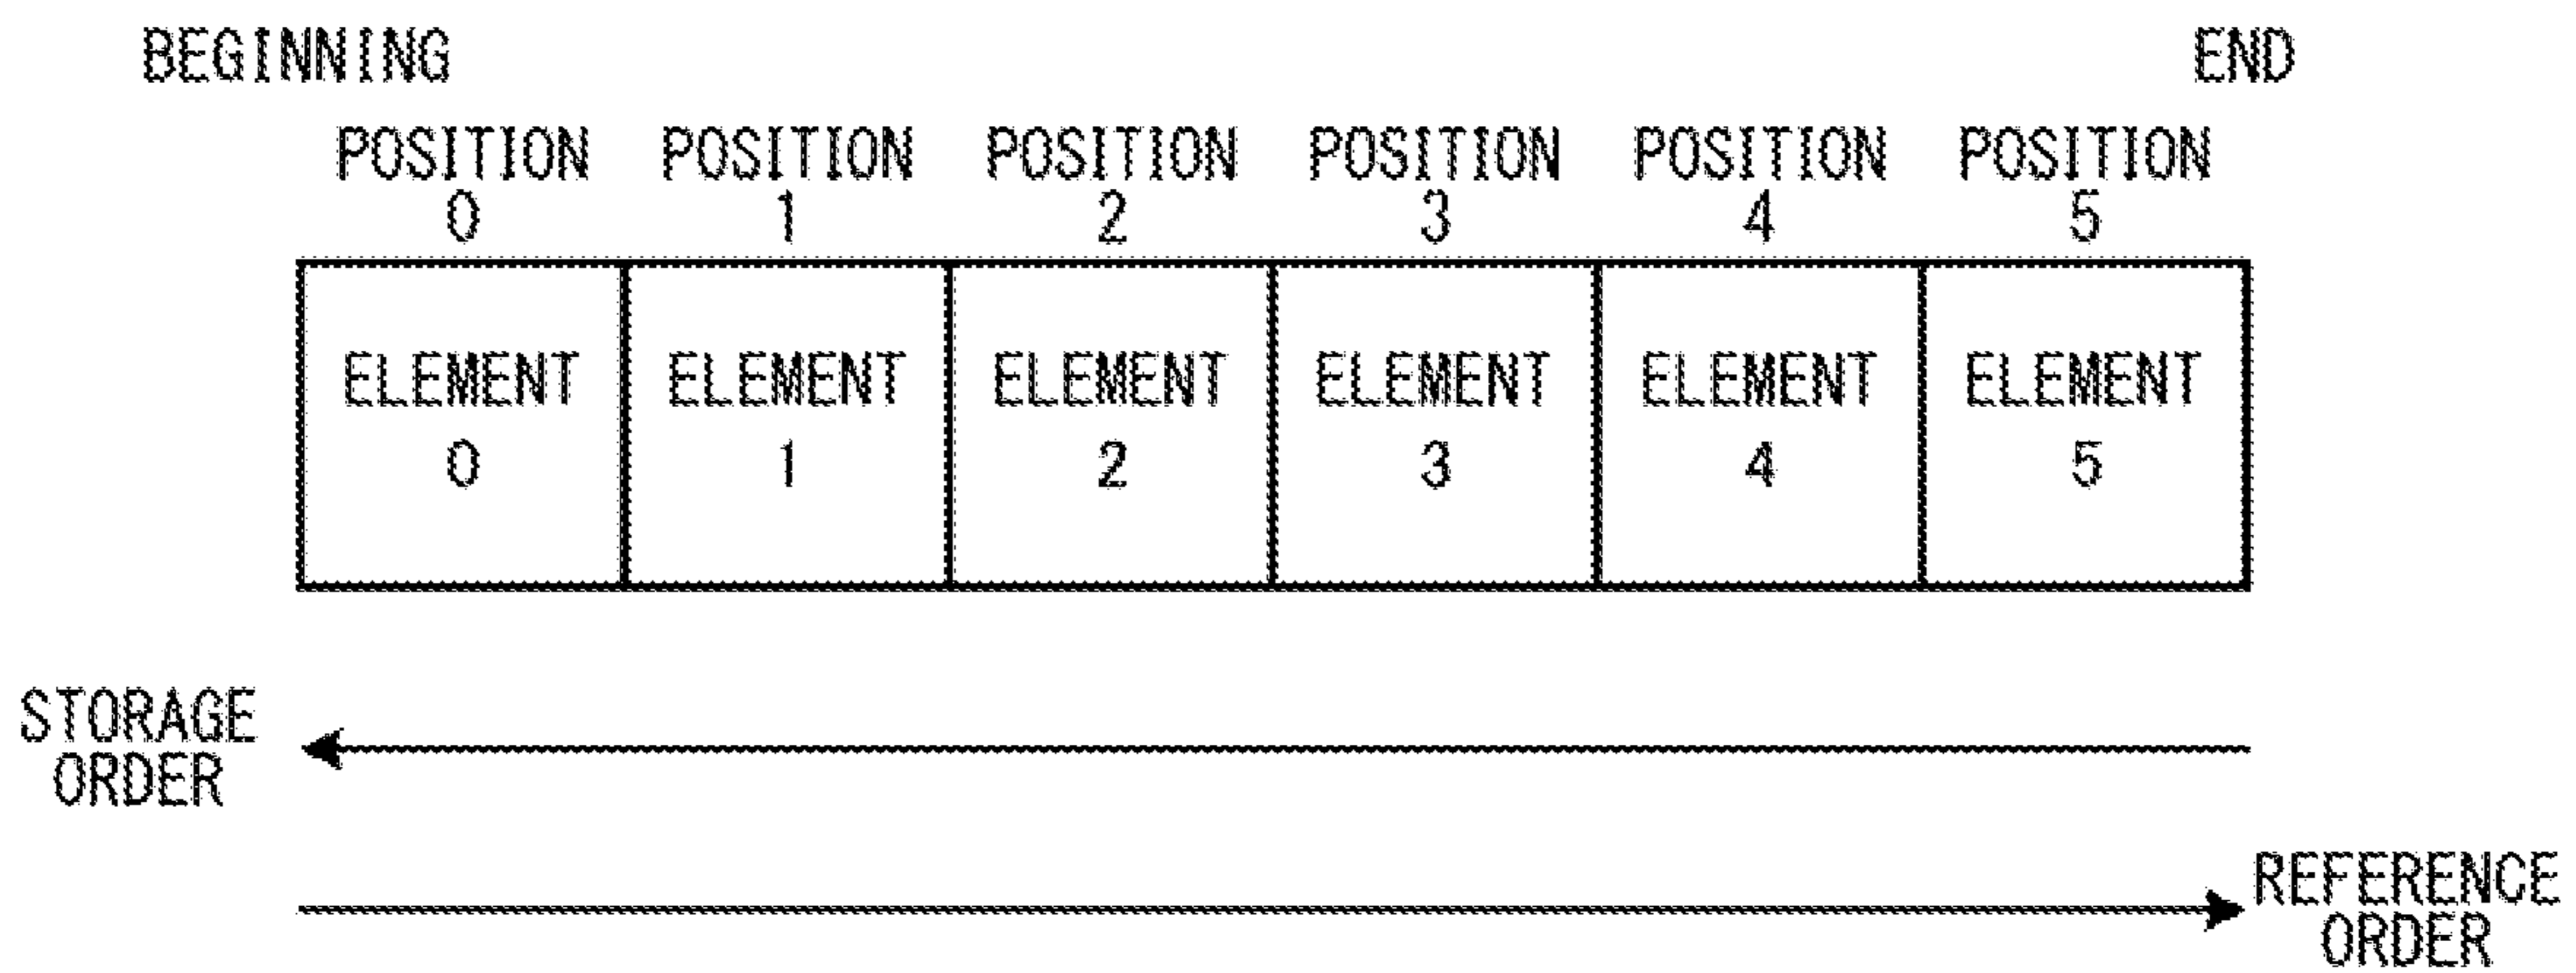 BEGINNING END
POSITION POSITION POSITION POSITION POSITION POSITION
0 1 2 3 4 5
ELEMENT ELEMENT ELEMENT ELEMENT ELEMENT ELEMENT
0 1 2 3 4 5
STORAGE
ORDER
REFERENCE
ORDER